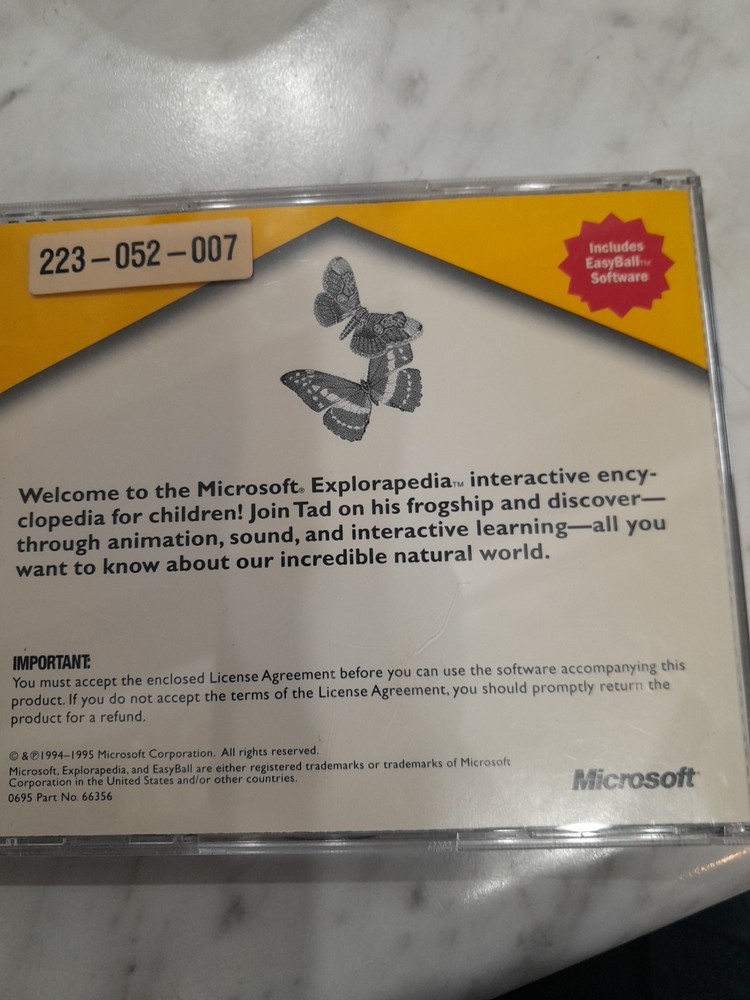 223-052-007
Includes
EasyBall™
Software
Welcome to the Microsoft® Explorapedia™ interactive ency-
clopedia for children! Join Tad on his frogship and discover—
through animation, sound, and interactive learning—all you
want to know about our incredible natural world.
IMPORTANT:
You must accept the enclosed License Agreement before you can use the software accompanying this
product. If you do not accept the terms of the License Agreement, you should promptly return the
product for a refund.
© & ℗ 1994–1995 Microsoft Corporation. All rights reserved.
Microsoft, Explorapedia, and EasyBall are either registered trademarks or trademarks of Microsoft
Corporation in the United States and/or other countries.
0695 Part No. 66356
Microsoft®